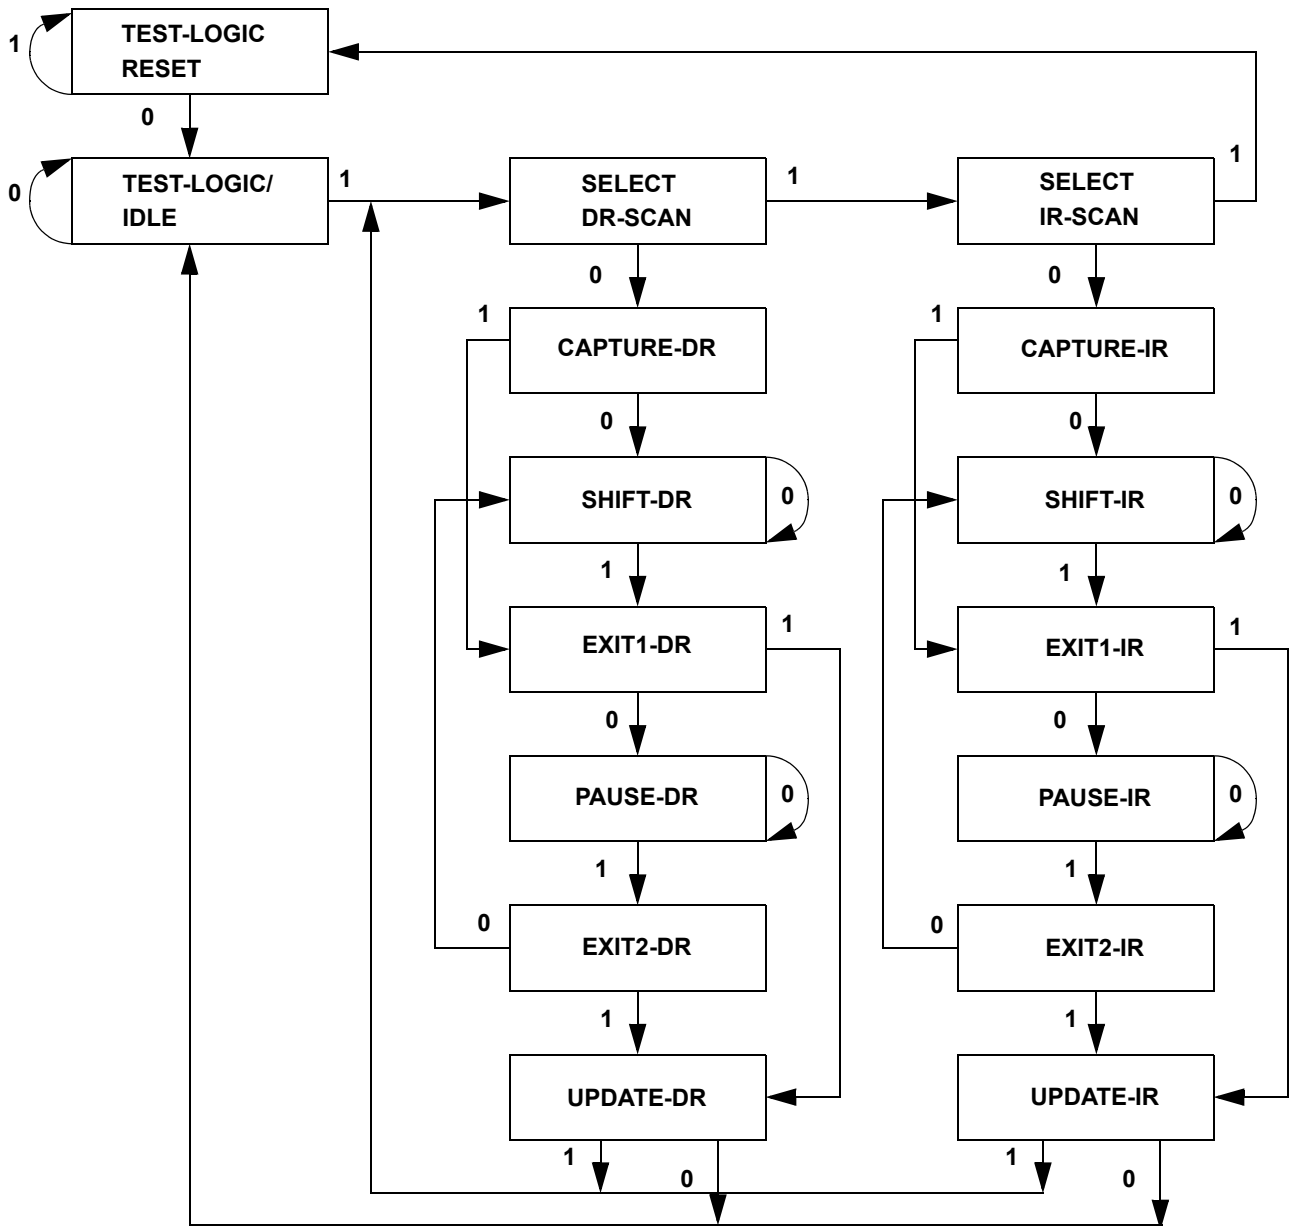 TEST-LOGIC
RESET
1
0
TEST-LOGIC/
IDLE
0
1
SELECT
DR-SCAN
1
SELECT
IR-SCAN
1
0
0
1
CAPTURE-DR
1
CAPTURE-IR
0
0
SHIFT-DR
0
SHIFT-IR
0
1
1
EXIT1-DR
1
EXIT1-IR
1
0
0
PAUSE-DR
0
PAUSE-IR
0
1
1
0
EXIT2-DR
0
EXIT2-IR
1
1
UPDATE-DR
UPDATE-IR
1
0
1
0